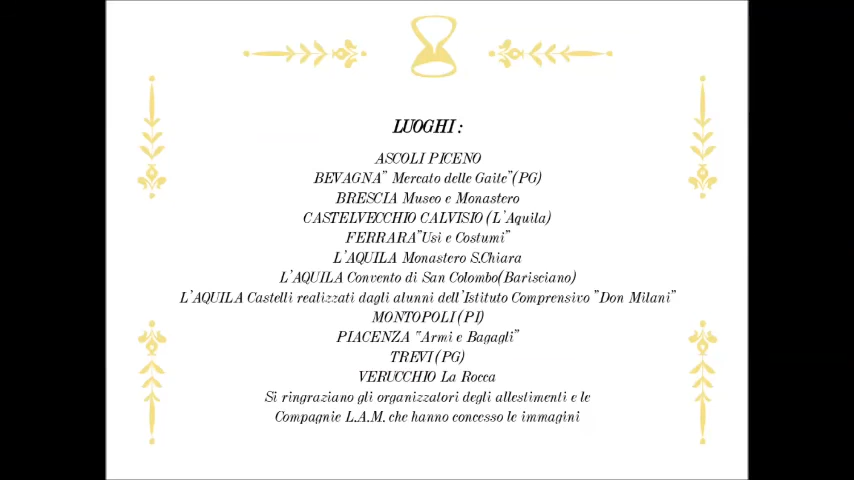 LUOGHI:
ASCOLI PICENO
BEVAGNA" Mercato delle Gaite"(PG)
BRESCIA Museo e Monastero
CASTELVECCHIO CALVISIO (L'Aquila)
FERRARA"Usi e Costumi"
L'AQUILA Monastero S.Chiara
L'AQUILA Convento di San Colombo(Barisciano)
L'AQUILA Castelli realizzati dagli alunni dell'Istituto Comprensivo "Don Milani"
MONTOPOLI (PI)
PIACENZA "Armi e Bagagli"
TREVI (PG)
VERUCCHIO La Rocca
Si ringraziano gli organizzatori degli allestimenti e le
Compagnie L.A.M. che hanno concesso le immagini